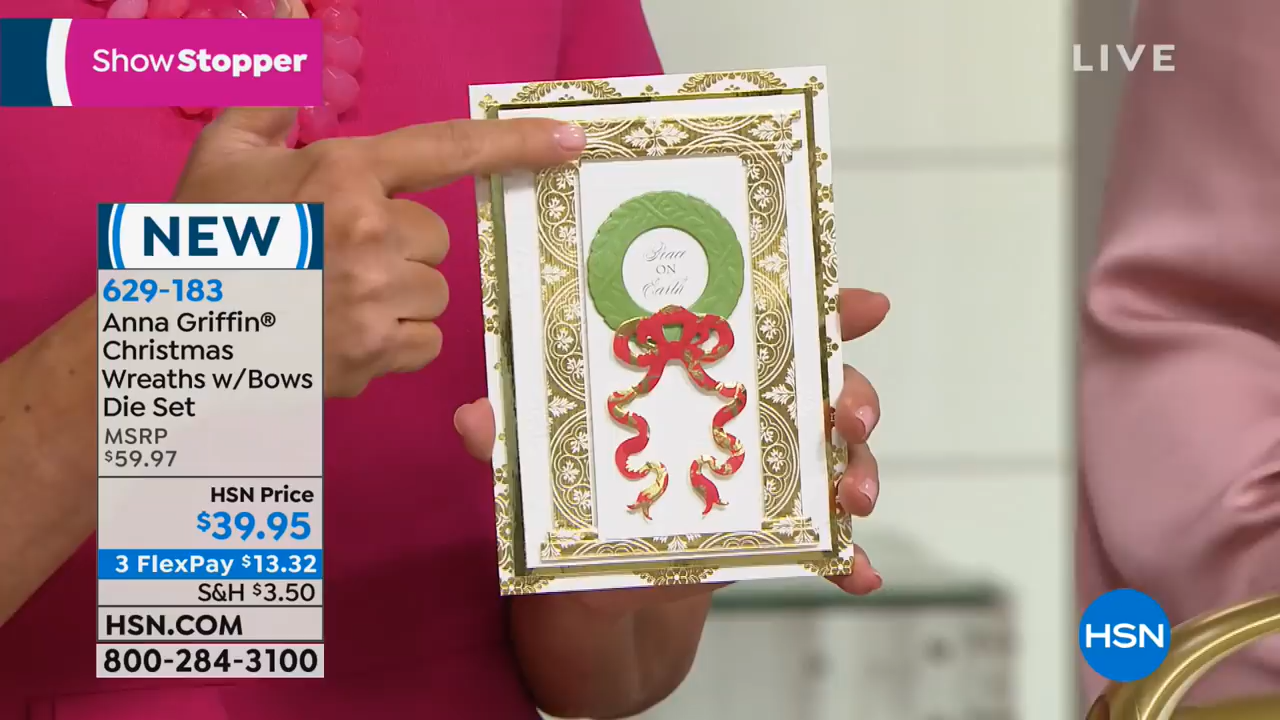 ShowStopper
LIVE
NEW
629-183
Anna Griffin®
Christmas
Wreaths w/Bows
Die Set
MSRP
$59.97
HSN Price
$39.95
3 FlexPay $13.32
S&H $3.50
HSN.COM
800-284-3100
Peace
ON
Earth
HSN